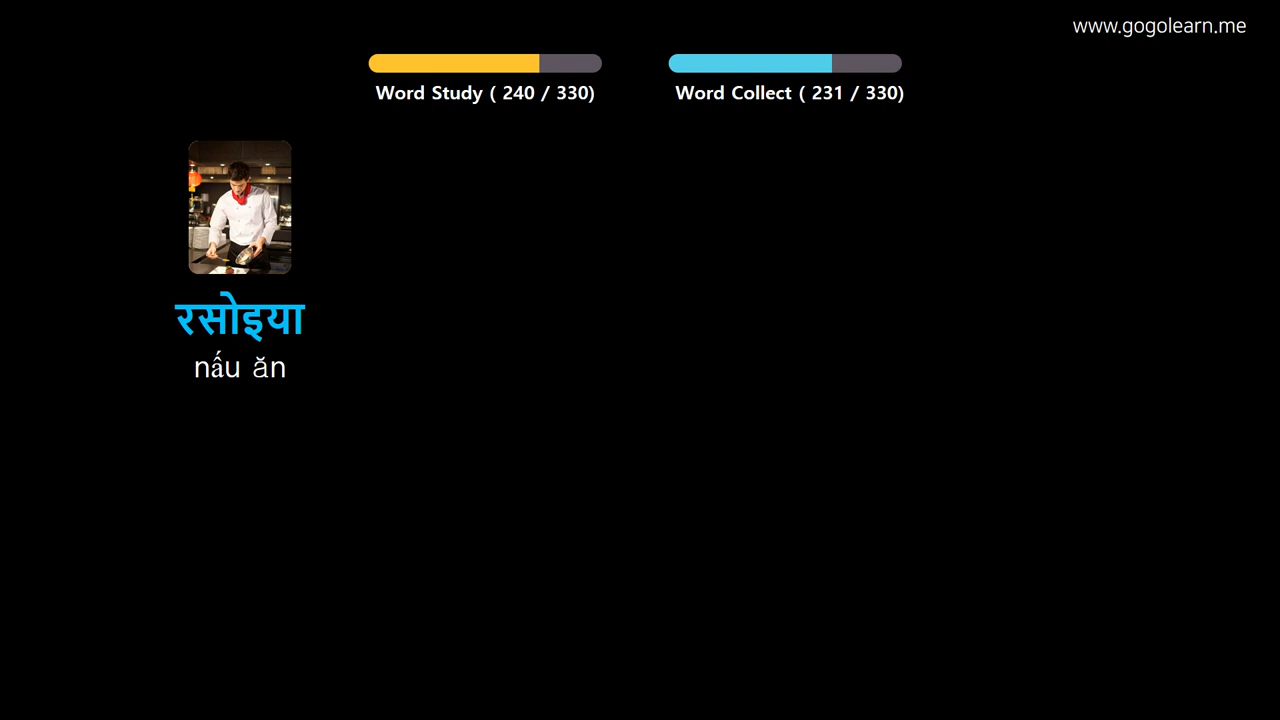 www.gogolearn.me
Word Study ( 240 / 330)
Word Collect ( 231 / 330)
रसोइया
nấu ăn